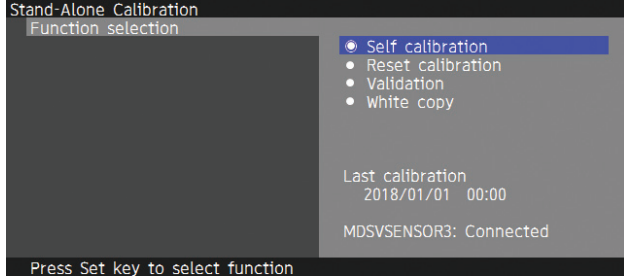 Stand-Alone Calibration
Function selection
Self calibration
Reset calibration
Validation
White copy
Last calibration
2018/01/01 00:00
MDSVSENSOR3: Connected
Press Set key to select function